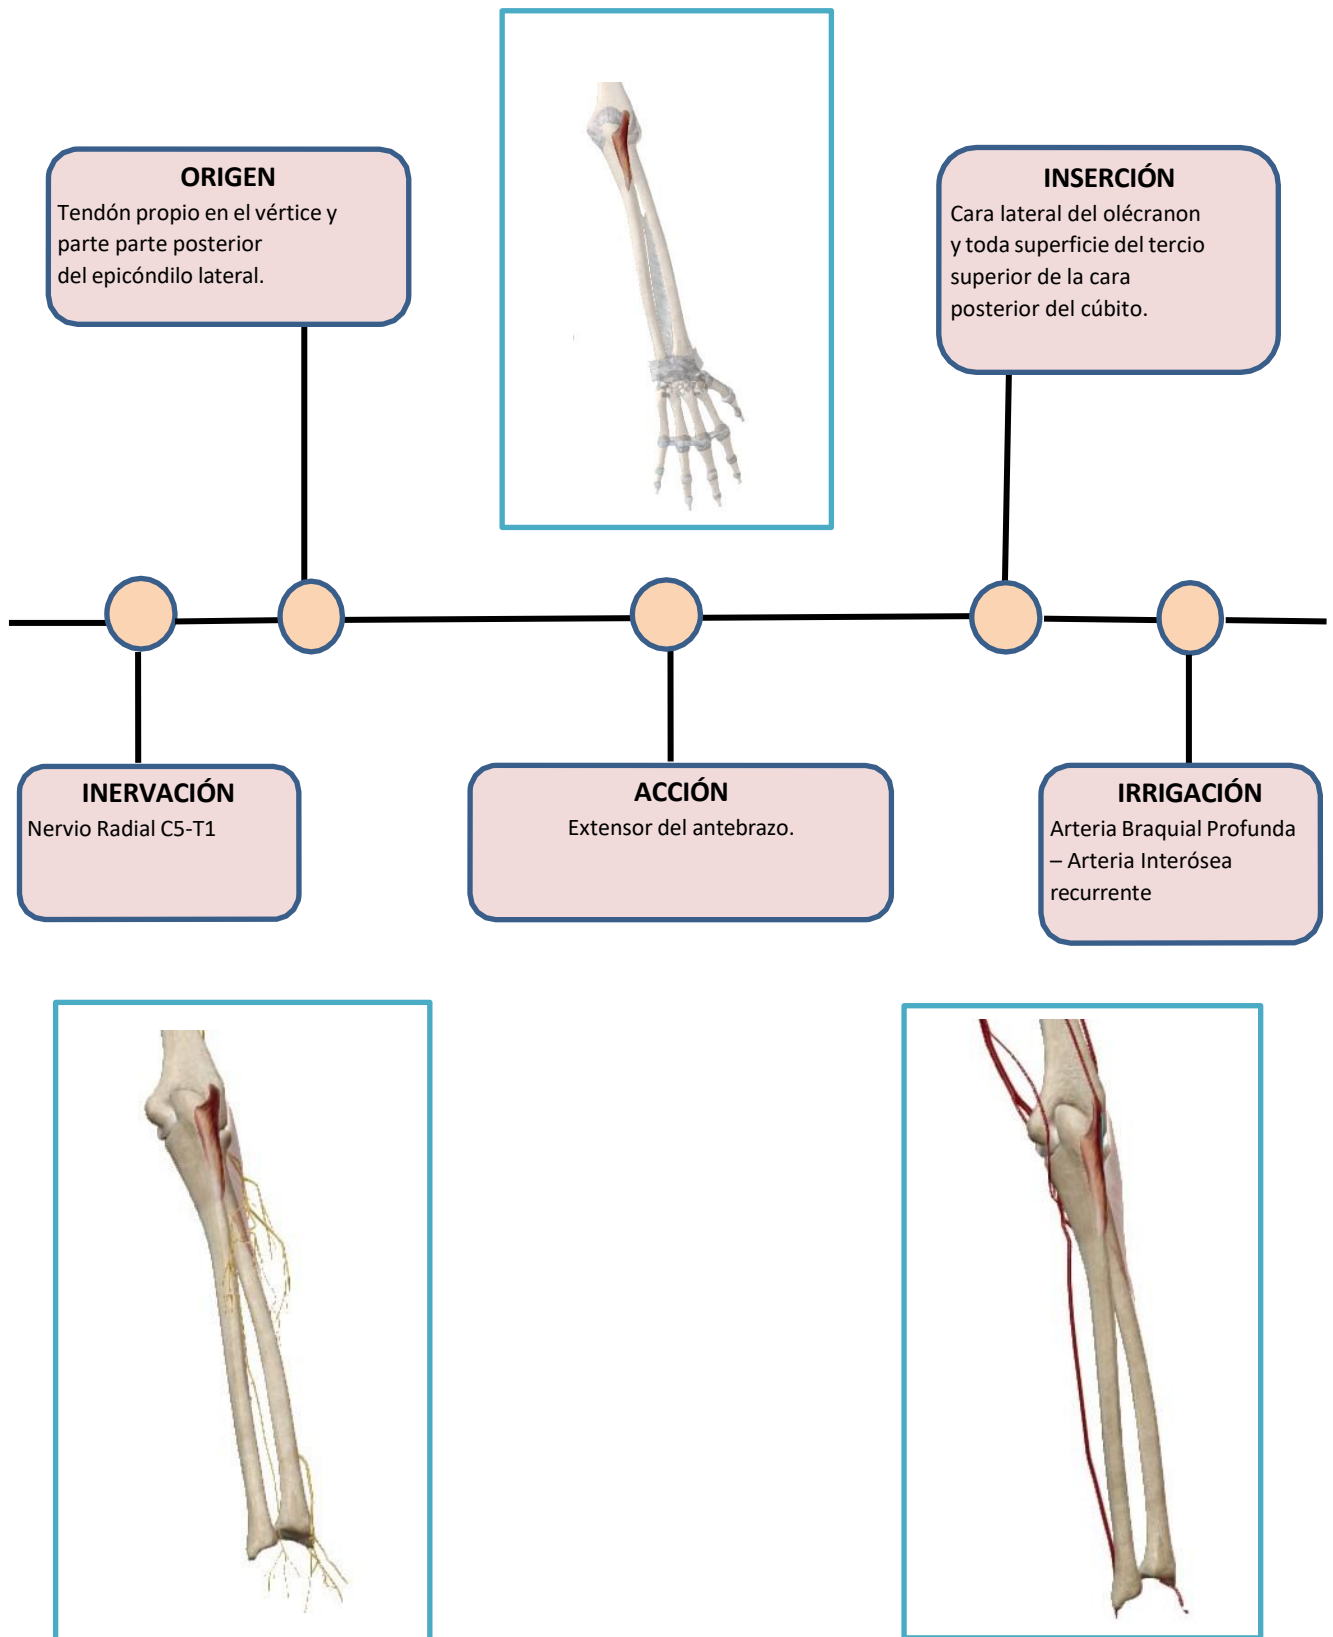 ORIGEN
Tendón propio en el vértice y
parte parte posterior
del epicóndilo lateral.
INSERCIÓN
Cara lateral del olécranon
y toda superficie del tercio
superior de la cara
posterior del cúbito.
INERVACIÓN
Nervio Radial C5-T1
ACCIÓN
Extensor del antebrazo.
IRRIGACIÓN
Arteria Braquial Profunda
– Arteria Interósea
recurrente